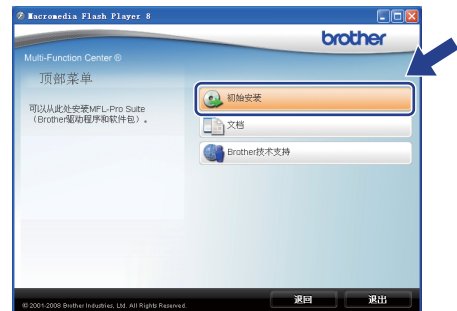 Macromedia Flash Player 8
brother
Multi-Function Center ®
顶部菜单
可以从此处安装MFL-Pro Suite
（Brother驱动程序和软件包）。
初始安装
文档
Brother技术支持
© 2001-2008 Brother Industries, Ltd. All Rights Reserved.
退回
退出